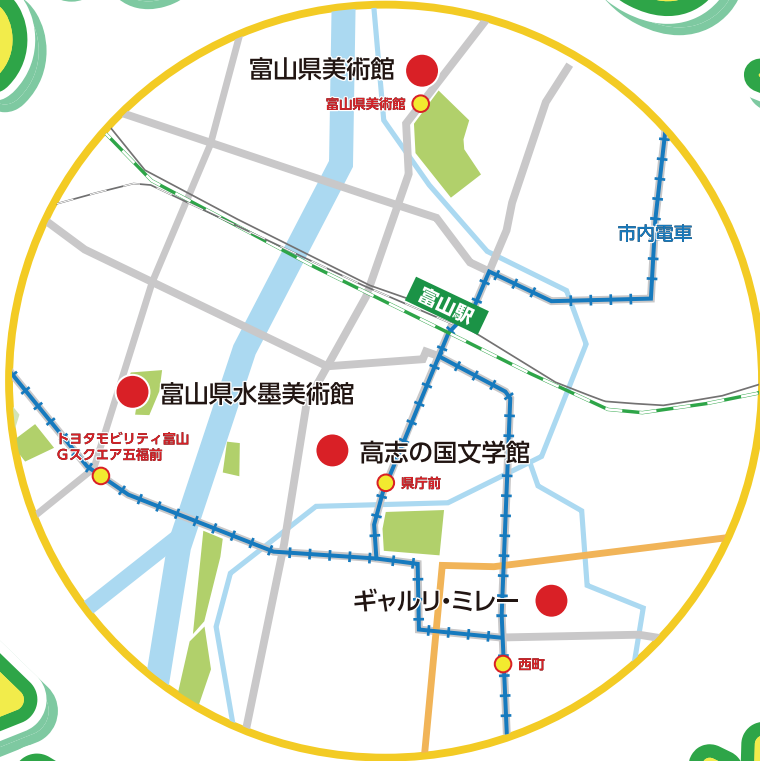 富山県美術館
富山県美術館
市内電車
富山駅
富山県水墨美術館
トヨタモビリティ富山
Gスクエア五福前
高志の国文学館
県庁前
ギャルリ・ミレー
西町